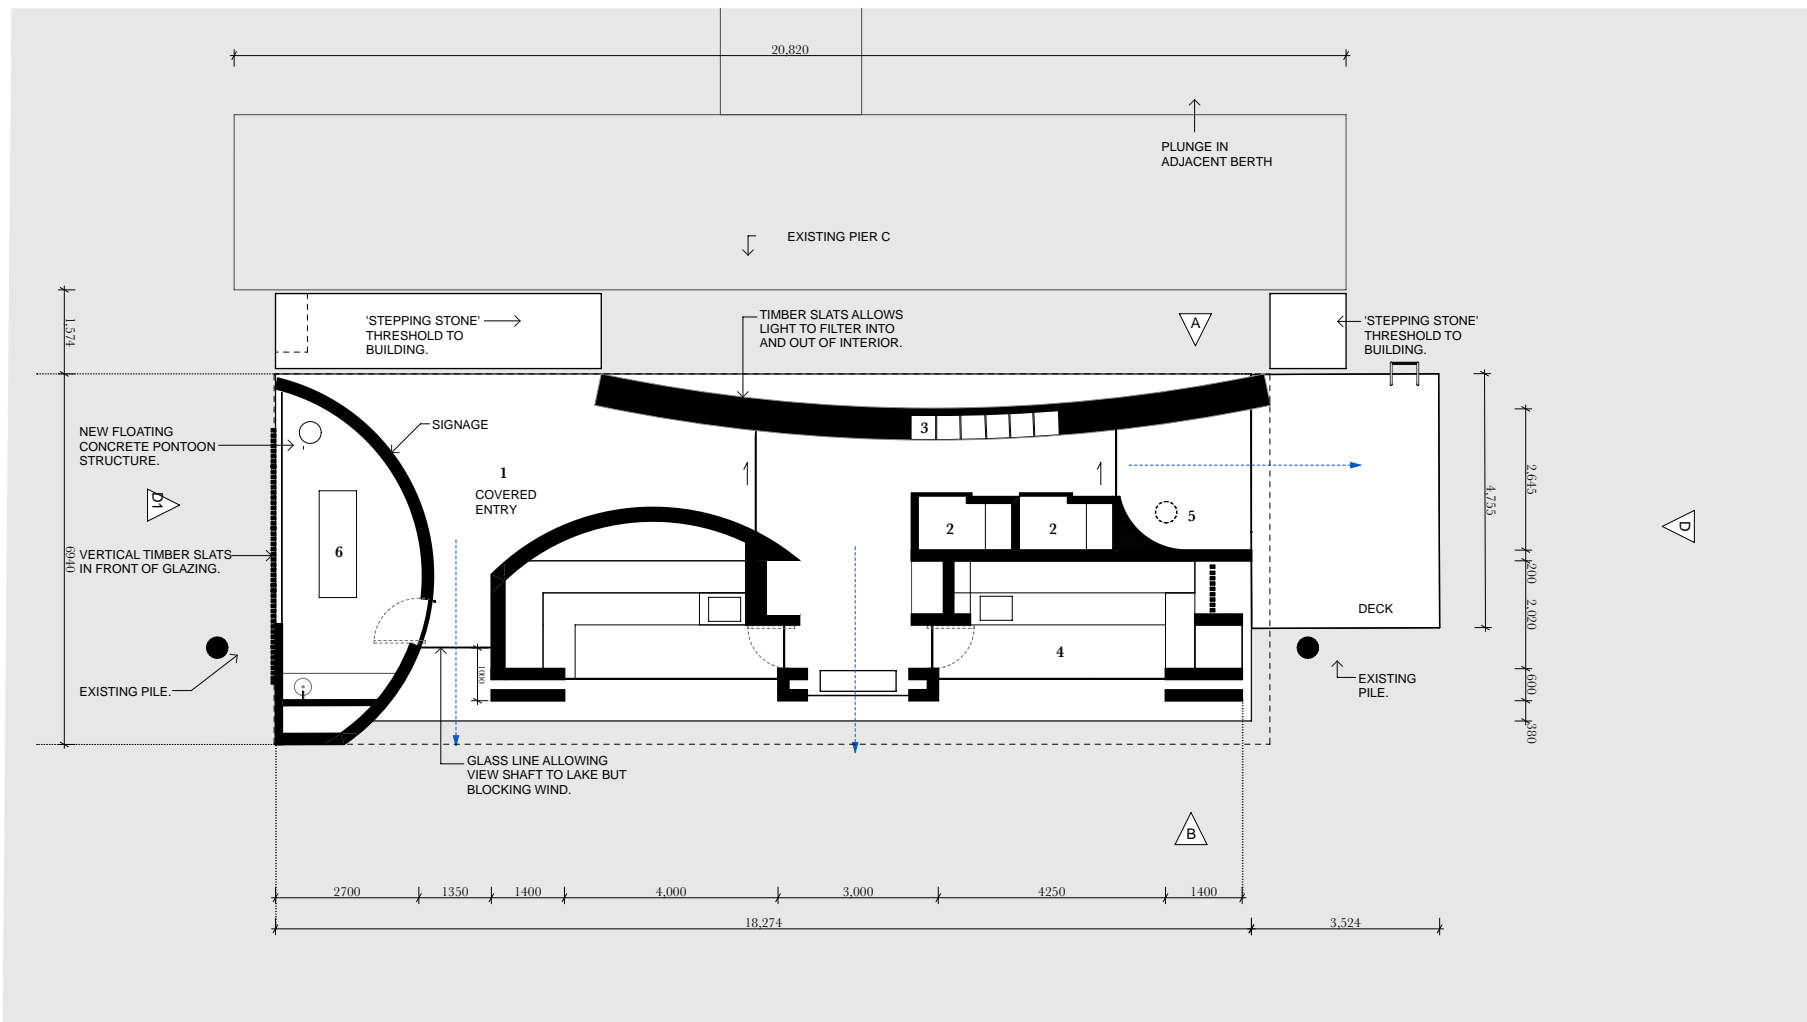 20,820
PLUNGE IN
ADJACENT BERTH
EXISTING PIER C
1,574
'STEPPING STONE'
THRESHOLD TO
BUILDING.
TIMBER SLATS ALLOWS
LIGHT TO FILTER INTO
AND OUT OF INTERIOR.
A
'STEPPING STONE'
THRESHOLD TO
BUILDING.
NEW FLOATING
CONCRETE PONTOON
STRUCTURE.
SIGNAGE
3
1
COVERED
ENTRY
D1
2
2
5
4,755
2,645
D
6
6940
VERTICAL TIMBER SLATS
IN FRONT OF GLAZING.
200
2,020
DECK
4
1000
EXISTING PILE.
EXISTING
PILE.
600
380
GLASS LINE ALLOWING
VIEW SHAFT TO LAKE BUT
BLOCKING WIND.
B
2700
1350
1400
4,000
3,000
4250
1400
18,274
3,524